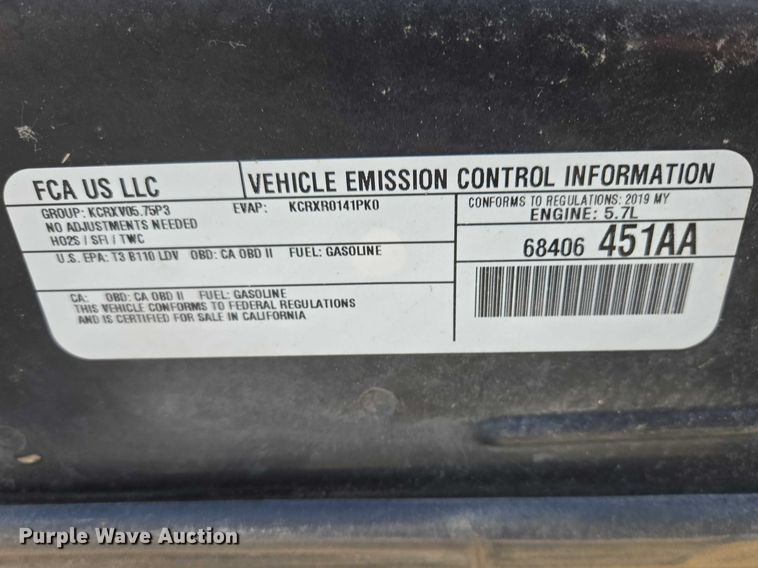 FCA US LLC
VEHICLE EMISSION CONTROL INFORMATION
GROUP: KCRXV05.75P3 EVAP: KCRXR0141PK0
NO ADJUSTMENTS NEEDED
HO2S / SFI / TWC
CONFORMS TO REGULATIONS: 2019 MY
ENGINE: 5.7L
U.S. EPA: T3 B110 LDV OBD: CA OBD II FUEL: GASOLINE
68406 451AA
CA: OBD: CA OBD II FUEL: GASOLINE
THIS VEHICLE CONFORMS TO FEDERAL REGULATIONS
AND IS CERTIFIED FOR SALE IN CALIFORNIA
Purple Wave Auction